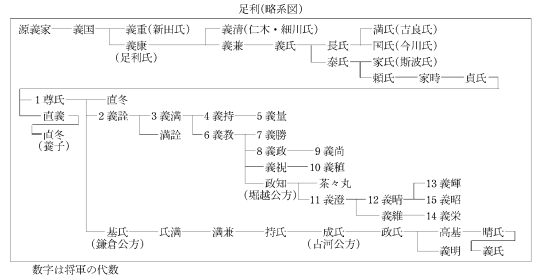 足利(略系図)
源義家 義国 義重(新田氏) 義清(仁木・細川氏) 満氏(吉良氏)
義康 義兼 義氏 長氏 国氏(今川氏)
(足利氏) 泰氏 家氏(斯波氏)
頼氏 家時 貞氏
1 尊氏 直冬
直義 2 義詮 3 義満 4 義持 5 義量
直冬 満詮 6 義教 7 義勝
(養子) 8 義政 9 義尚
義視 10 義稙
政知 茶々丸
(堀越公方) 11 義澄 12 義晴 13 義輝
15 義昭
義維 14 義栄
基氏 氏満 満兼 持氏 成氏 政氏 高基 晴氏
(鎌倉公方) (古河公方) 義明 義氏
数字は将軍の代数